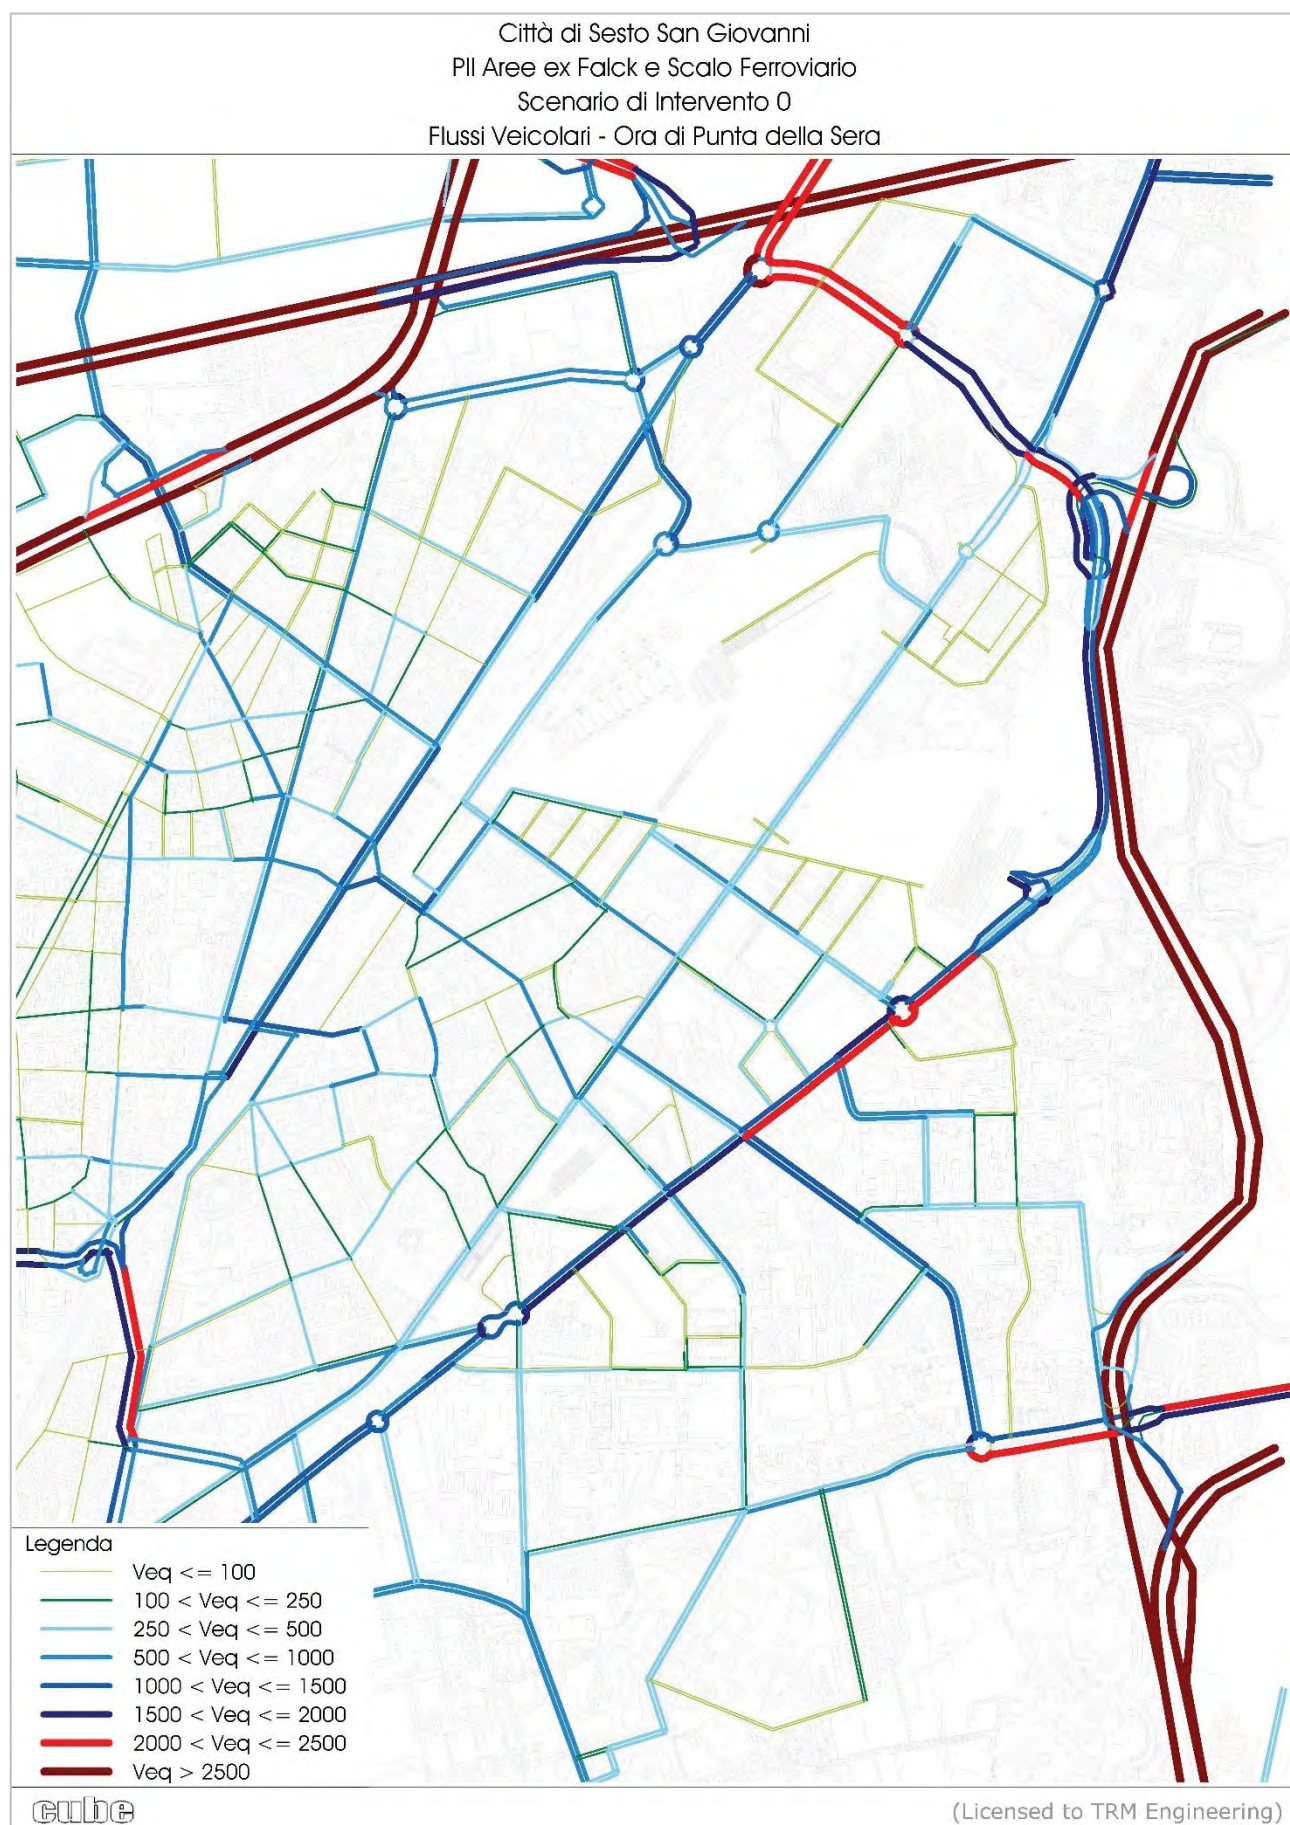 Città di Sesto San Giovanni
PII Aree ex Falck e Scalo Ferroviario
Scenario di Intervento 0
Flussi Veicolari - Ora di Punta della Sera
Legenda
Veq <= 100
100 < Veq <= 250
250 < Veq <= 500
500 < Veq <= 1000
1000 < Veq <= 1500
1500 < Veq <= 2000
2000 < Veq <= 2500
Veq > 2500
cube
(Licensed to TRM Engineering)